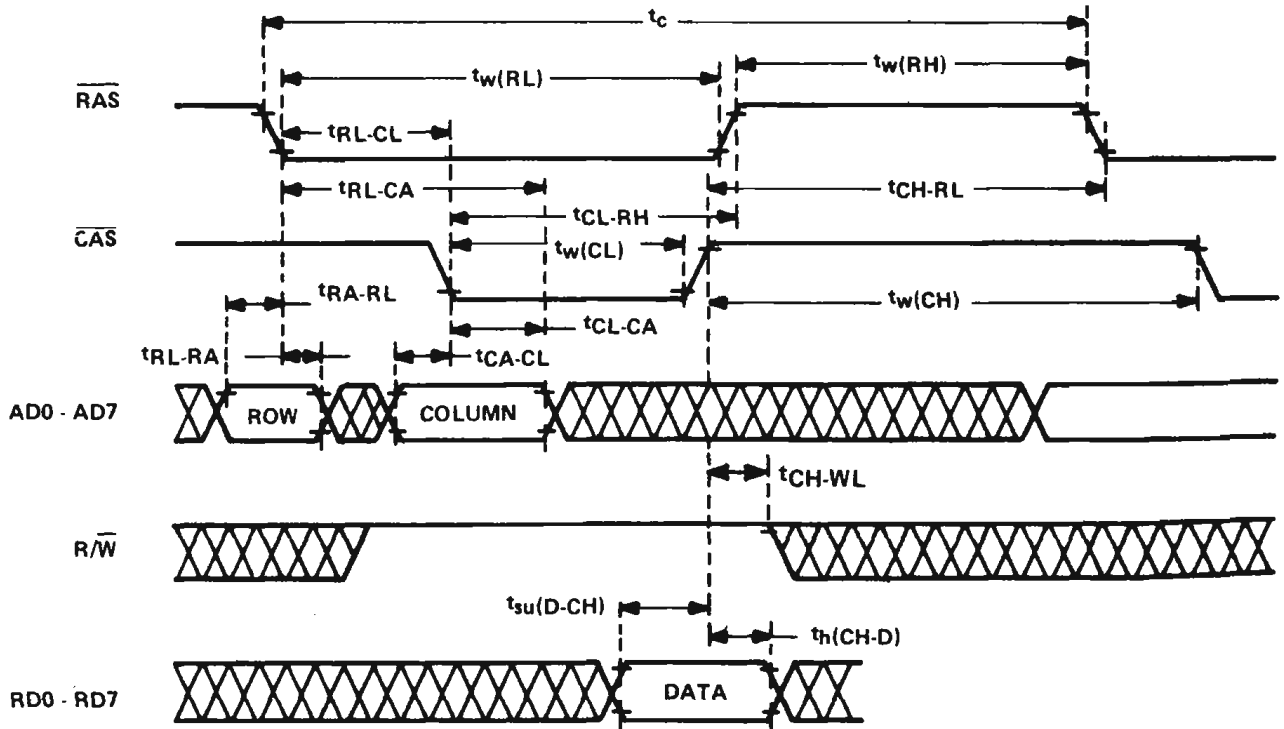 tc
tw(RL)
tw(RH)
R̅A̅S̅
tRL-CL
tRL-CA
tCH-RL
tCL-RH
C̅A̅S̅
tw(CL)
tRA-RL
tw(CH)
tCL-CA
tRL-RA
tCA-CL
AD0 - AD7
ROW
COLUMN
tCH-WL
R/W̅
tsu(D-CH)
th(CH-D)
RD0 - RD7
DATA